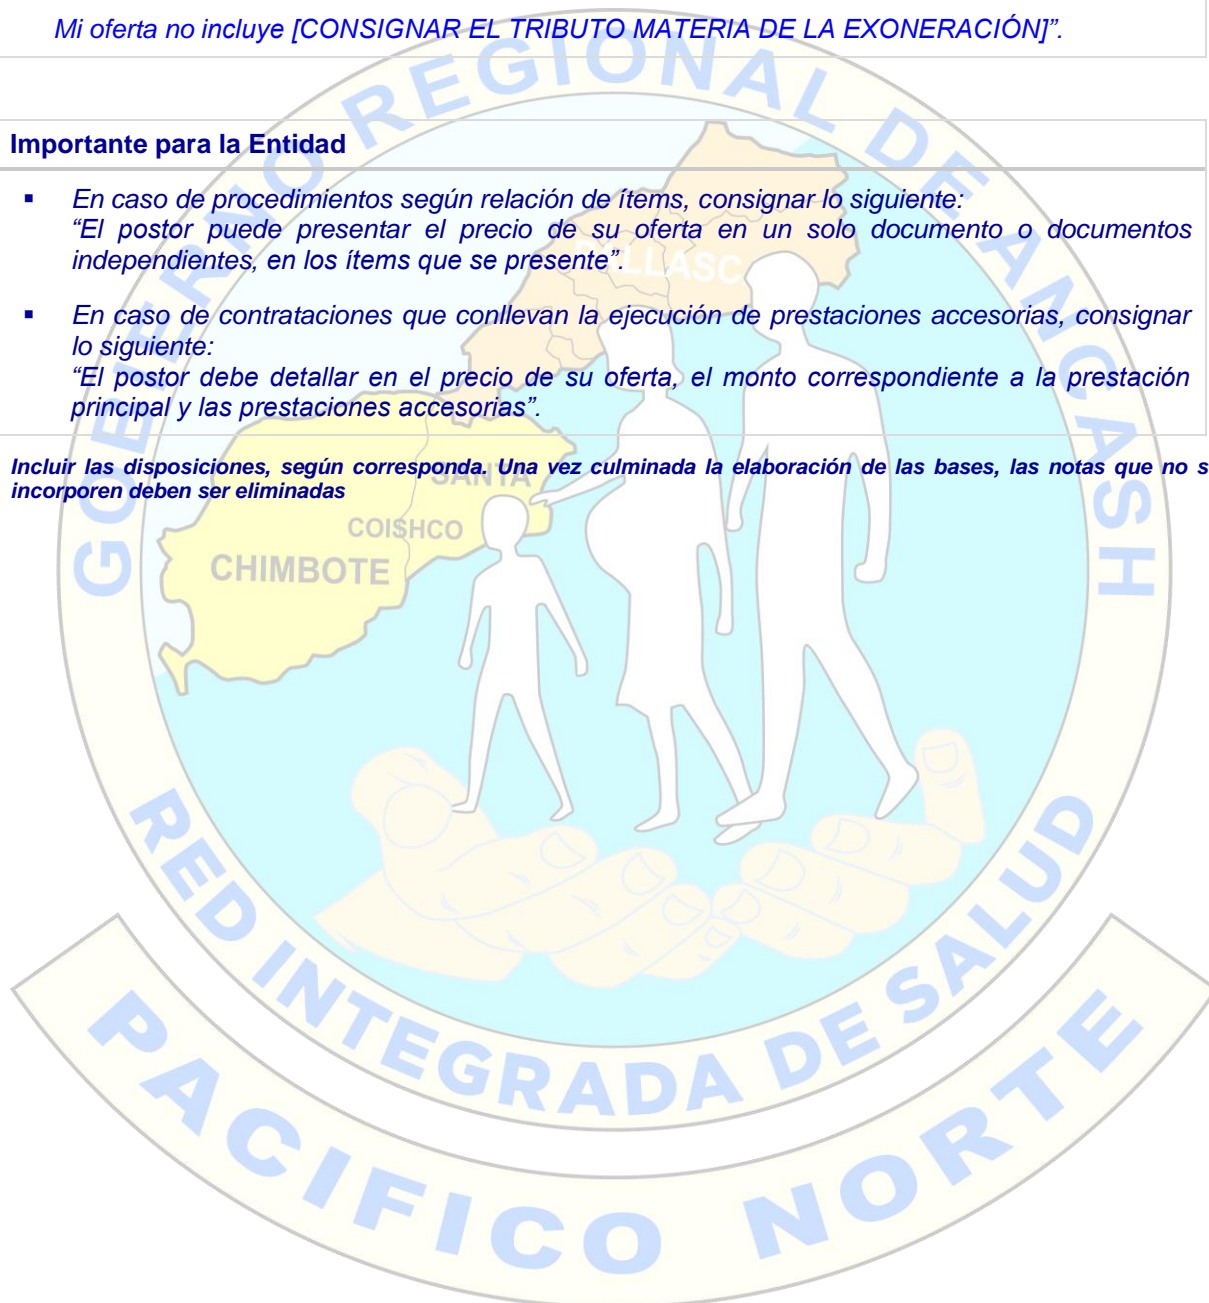 Mi oferta no incluye [CONSIGNAR EL TRIBUTO MATERIA DE LA EXONERACIÓN]”.
Importante para la Entidad
▪ En caso de procedimientos según relación de ítems, consignar lo siguiente:
“El postor puede presentar el precio de su oferta en un solo documento o documentos
independientes, en los ítems que se presente”.
▪ En caso de contrataciones que conllevan la ejecución de prestaciones accesorias, consignar
lo siguiente:
“El postor debe detallar en el precio de su oferta, el monto correspondiente a la prestación
principal y las prestaciones accesorias”.
Incluir las disposiciones, según corresponda. Una vez culminada la elaboración de las bases, las notas que no s
incorporen deben ser eliminadas
GOBIERNO REGIONAL DE ANCASH
SANTA
COISHCO
CHIMBOTE
RED INTEGRADA DE SALUD
PACIFICO NORTE